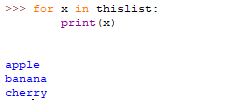 >>> for x in thislist:
        print(x)
apple
banana
cherry